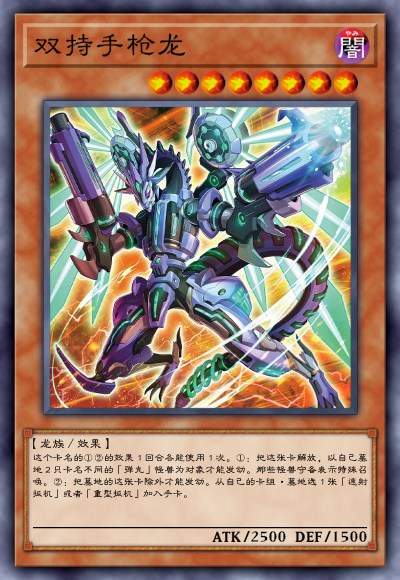 双持手枪龙
やみ
闇
【龙族／效果】
这个卡名的①②的效果1回合各能使用1次。①：把这张卡解放，以自己墓
地2只卡名不同的「弹丸」怪兽为对象才能发动。那些怪兽守备表示特殊召
唤。②：把墓地的这张卡除外才能发动。从自己的卡组·墓地选1张「速射
扳机」或者「重型扳机」加入手卡。
ATK/2500 DEF/1500